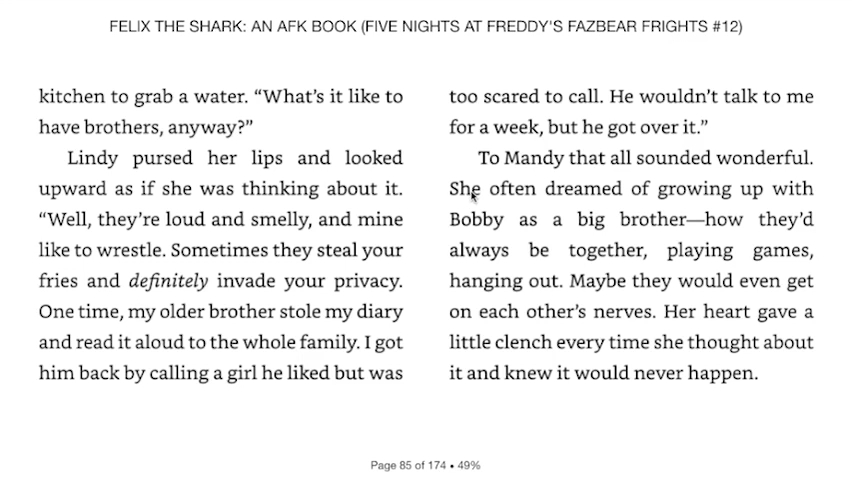 FELIX THE SHARK: AN AFK BOOK (FIVE NIGHTS AT FREDDY'S FAZBEAR FRIGHTS #12)
kitchen to grab a water. “What’s it like to
have brothers, anyway?”
Lindy pursed her lips and looked
upward as if she was thinking about it.
“Well, they’re loud and smelly, and mine
like to wrestle. Sometimes they steal your
fries and definitely invade your privacy.
One time, my older brother stole my diary
and read it aloud to the whole family. I got
him back by calling a girl he liked but was
too scared to call. He wouldn’t talk to me
for a week, but he got over it.”
To Mandy that all sounded wonderful.
She often dreamed of growing up with
Bobby as a big brother—how they’d
always be together, playing games,
hanging out. Maybe they would even get
on each other’s nerves. Her heart gave a
little clench every time she thought about
it and knew it would never happen.
Page 85 of 174 • 49%